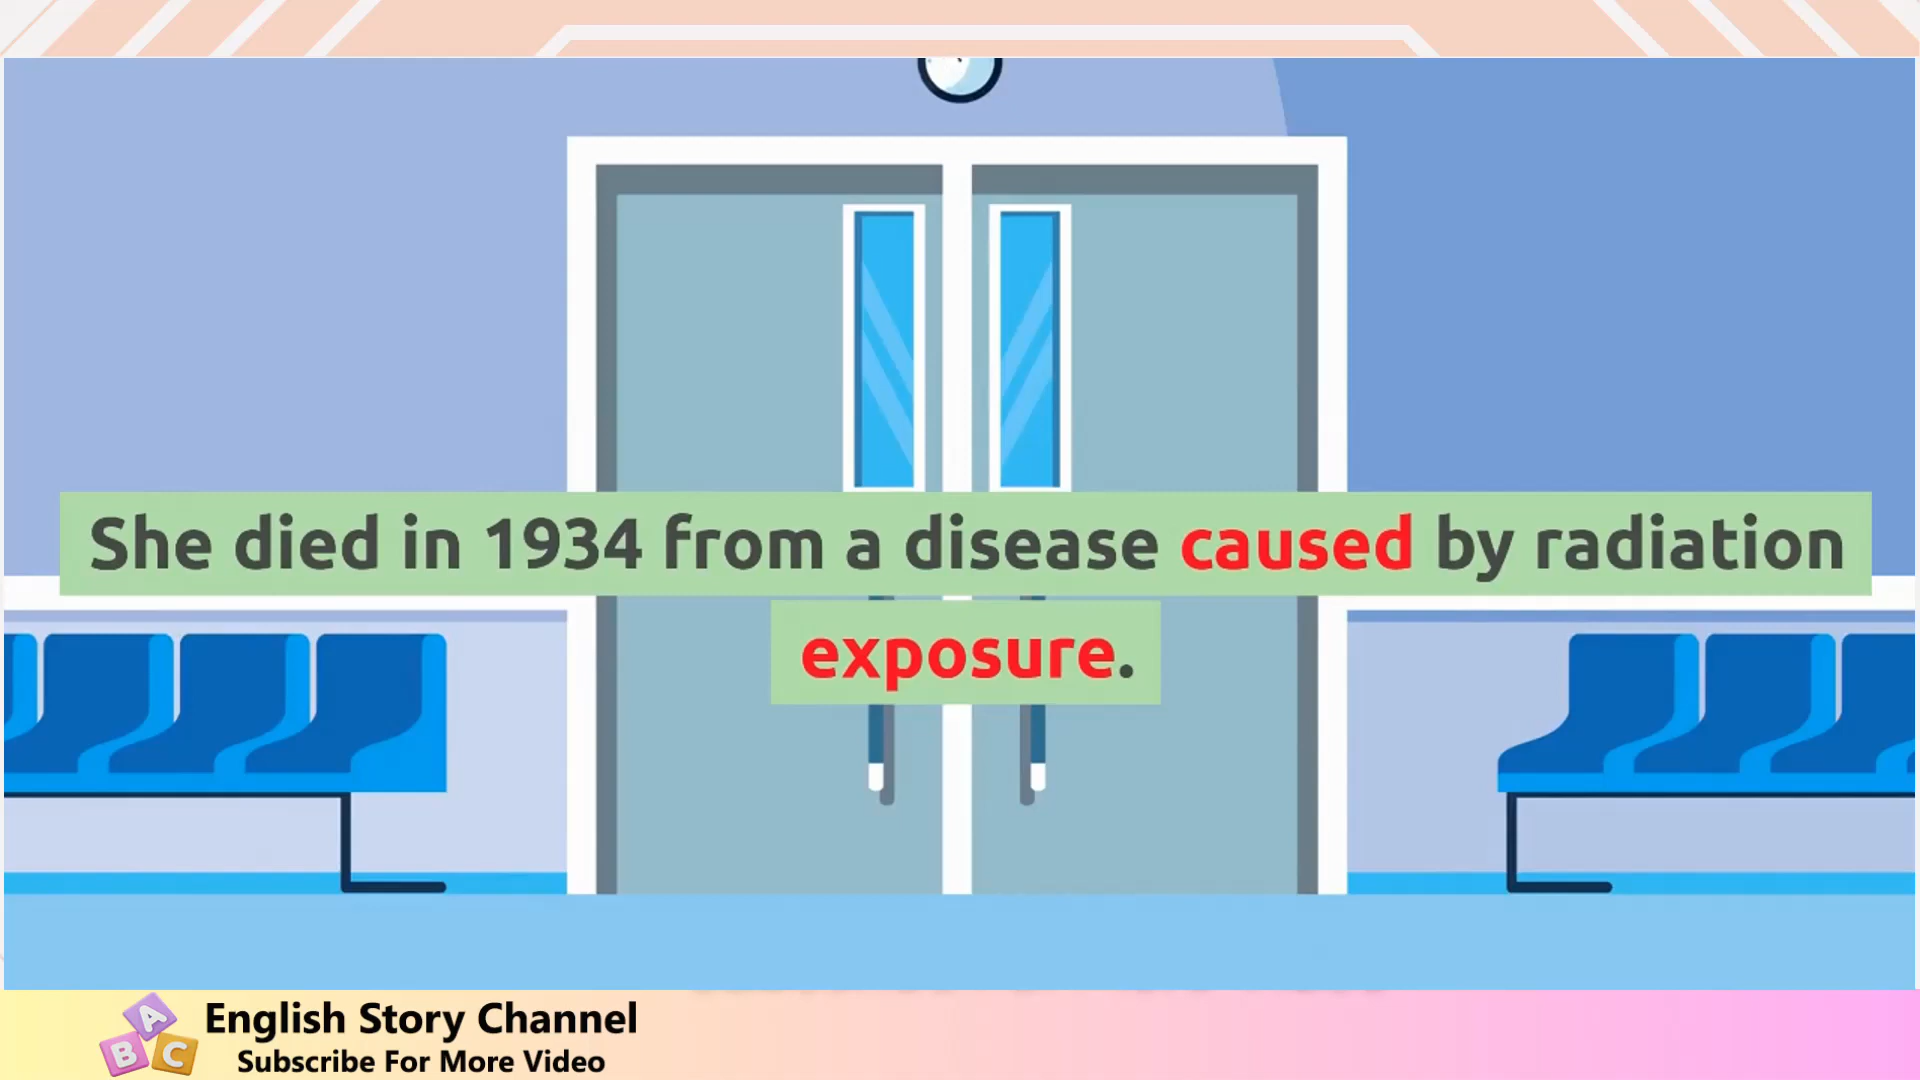 She died in 1934 from a disease caused by radiation
exposure.
A
B
C
English Story Channel
Subscribe For More Video